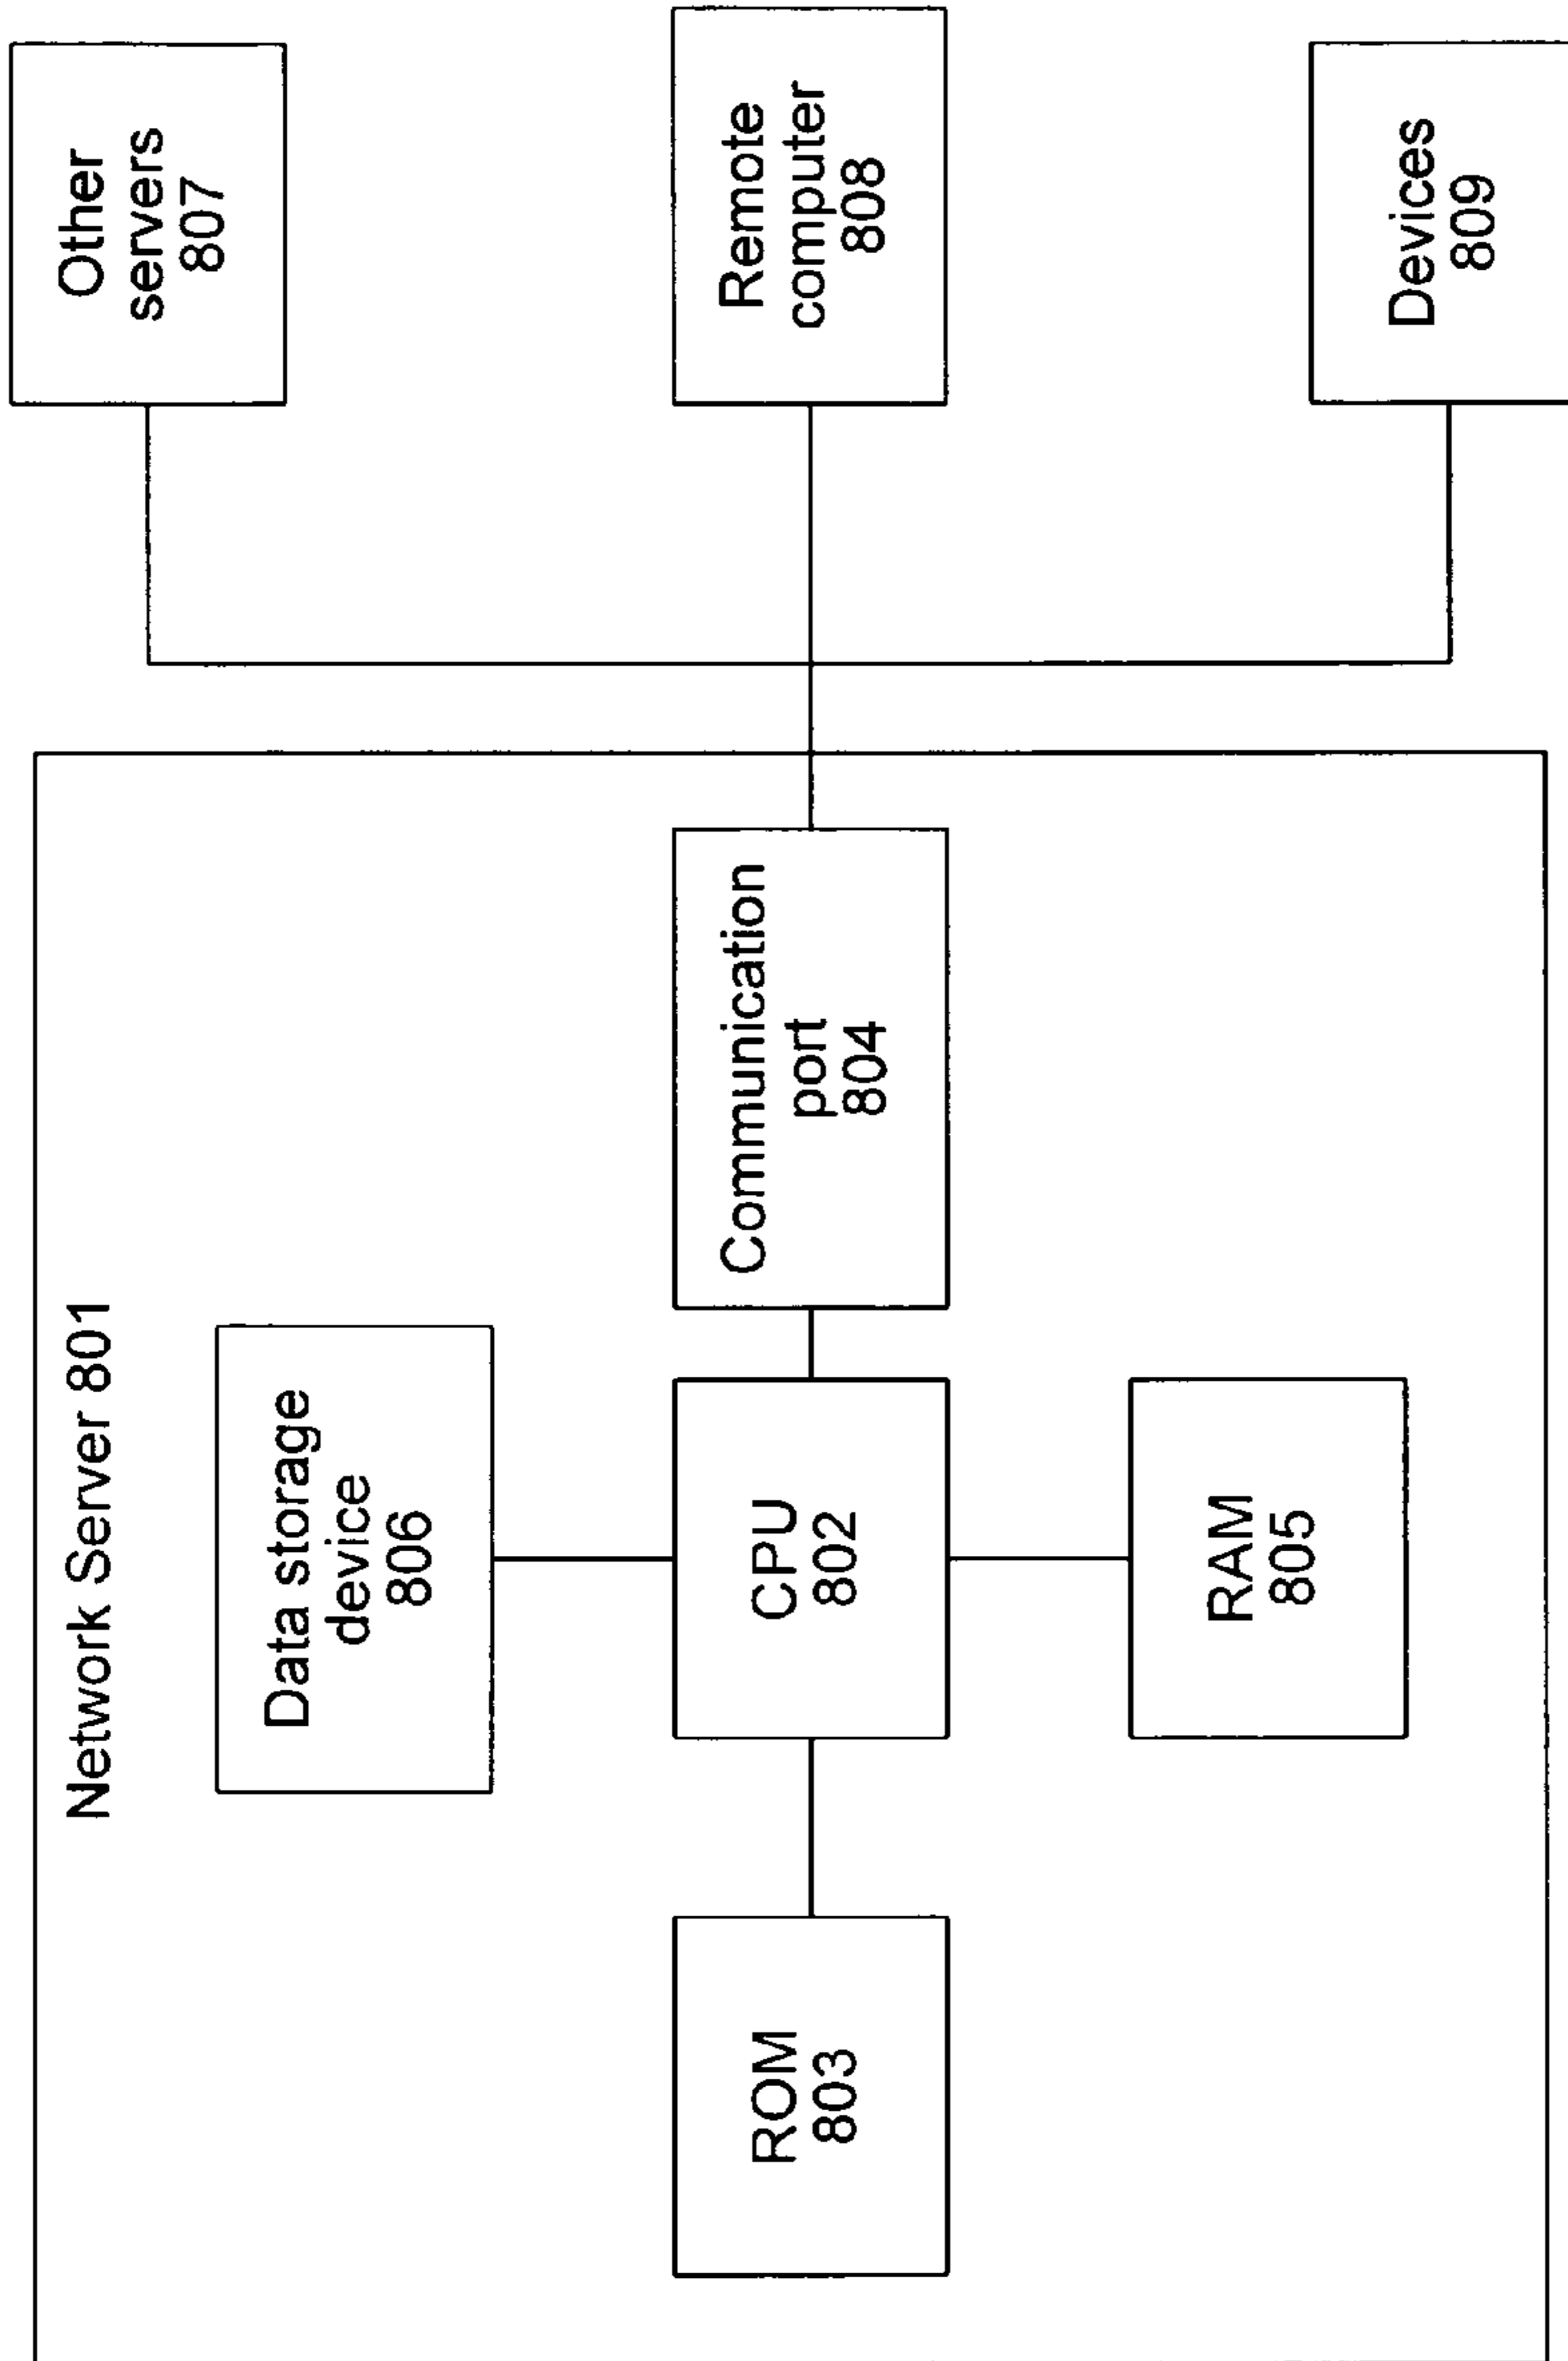 Network Server 801
Data storage
device
806
ROM
803
CPU
802
Communication
port
804
RAM
805
Other
servers
807
Remote
computer
808
Devices
809